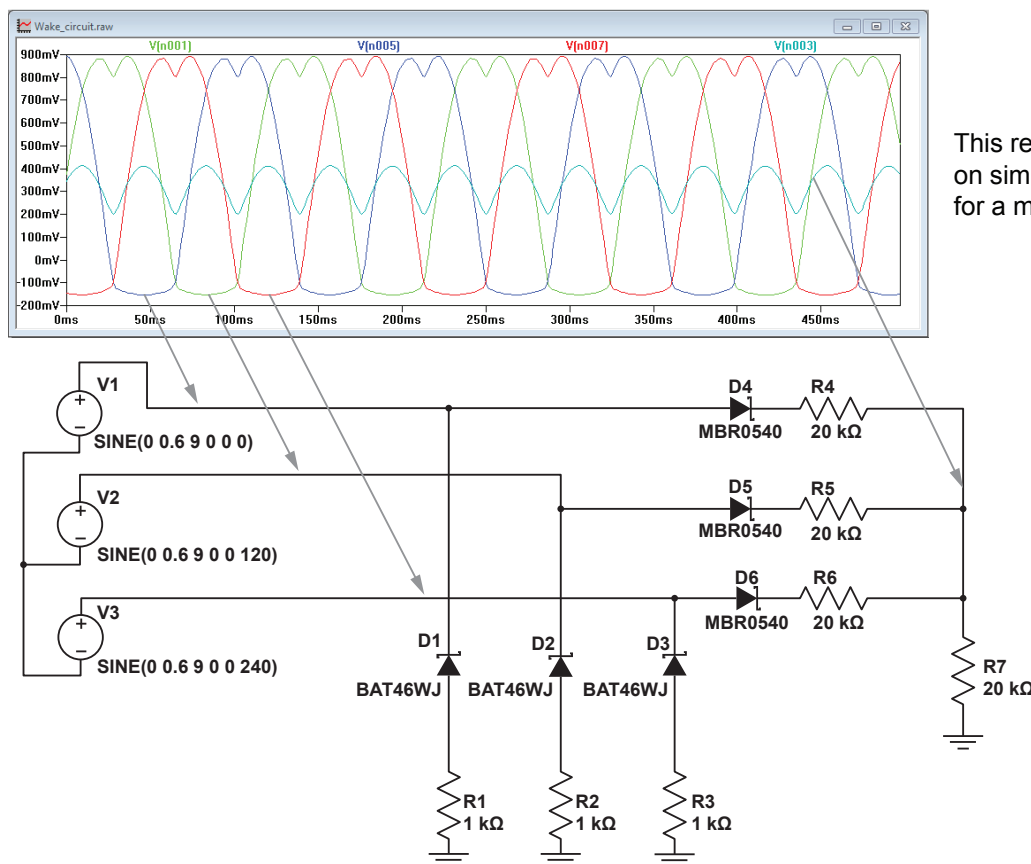 Wake_circuit.raw
V(n001) V(n005) V(n007) V(n003)
900mV
800mV
700mV
600mV
500mV
400mV
300mV
200mV
100mV
0mV
-100mV
-200mV
0ms 50ms 100ms 150ms 200ms 250ms 300ms 350ms 400ms 450ms
This re
on sim
for a m
V1
SINE(0 0.6 9 0 0 0)
V2
SINE(0 0.6 9 0 0 120)
V3
SINE(0 0.6 9 0 0 240)
D4
MBR0540
R4
20 kΩ
D5
MBR0540
R5
20 kΩ
D6
MBR0540
R6
20 kΩ
D1
BAT46WJ
D2
BAT46WJ
D3
BAT46WJ
R7
20 kΩ
R1
1 kΩ
R2
1 kΩ
R3
1 kΩ